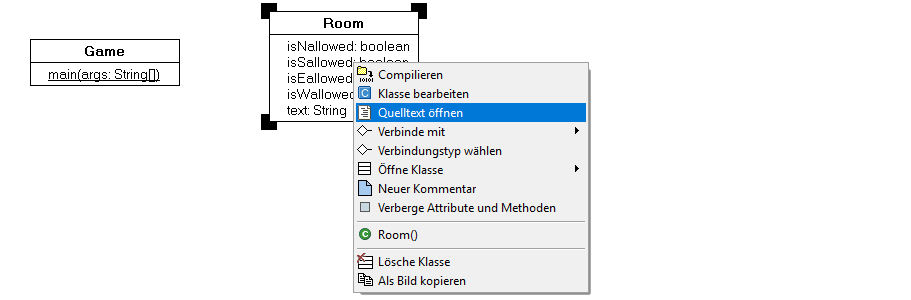 Game
main(args: String[])
Room
isNallowed: boolean
isSallowed: boolean
isEallowed
isWallowed
text: String
Compilieren
Klasse bearbeiten
Quelltext öffnen
Verbinde mit
Verbindungstyp wählen
Öffne Klasse
Neuer Kommentar
Verberge Attribute und Methoden
C Room()
Lösche Klasse
Als Bild kopieren